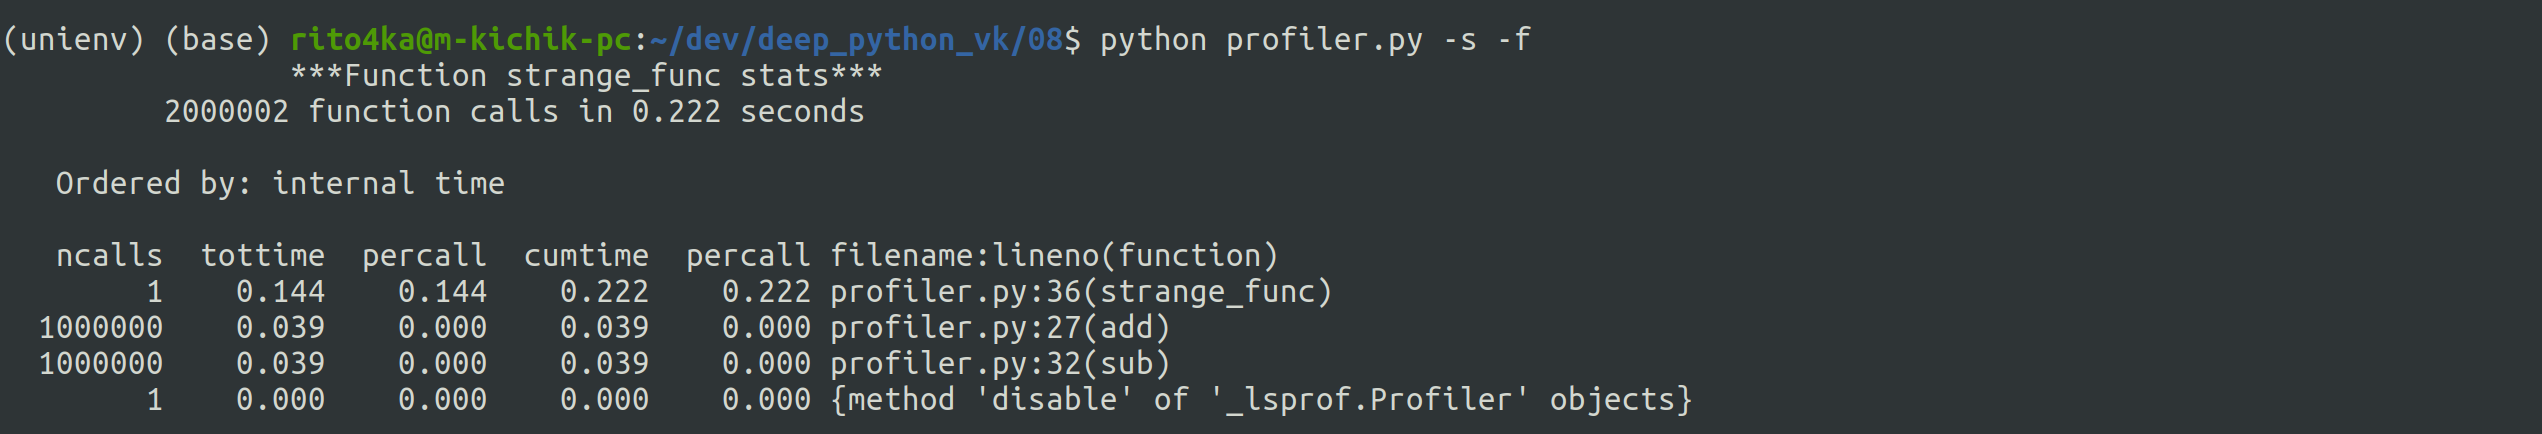 (unienv) (base) rito4ka@m-kichik-pc:~/dev/deep_python_vk/08$ python profiler.py -s -f
***Function strange_func stats***
2000002 function calls in 0.222 seconds
Ordered by: internal time
ncalls  tottime  percall  cumtime  percall filename:lineno(function)
1    0.144    0.144    0.222    0.222 profiler.py:36(strange_func)
1000000    0.039    0.000    0.039    0.000 profiler.py:27(add)
1000000    0.039    0.000    0.039    0.000 profiler.py:32(sub)
1    0.000    0.000    0.000    0.000 {method 'disable' of '_lsprof.Profiler' objects}